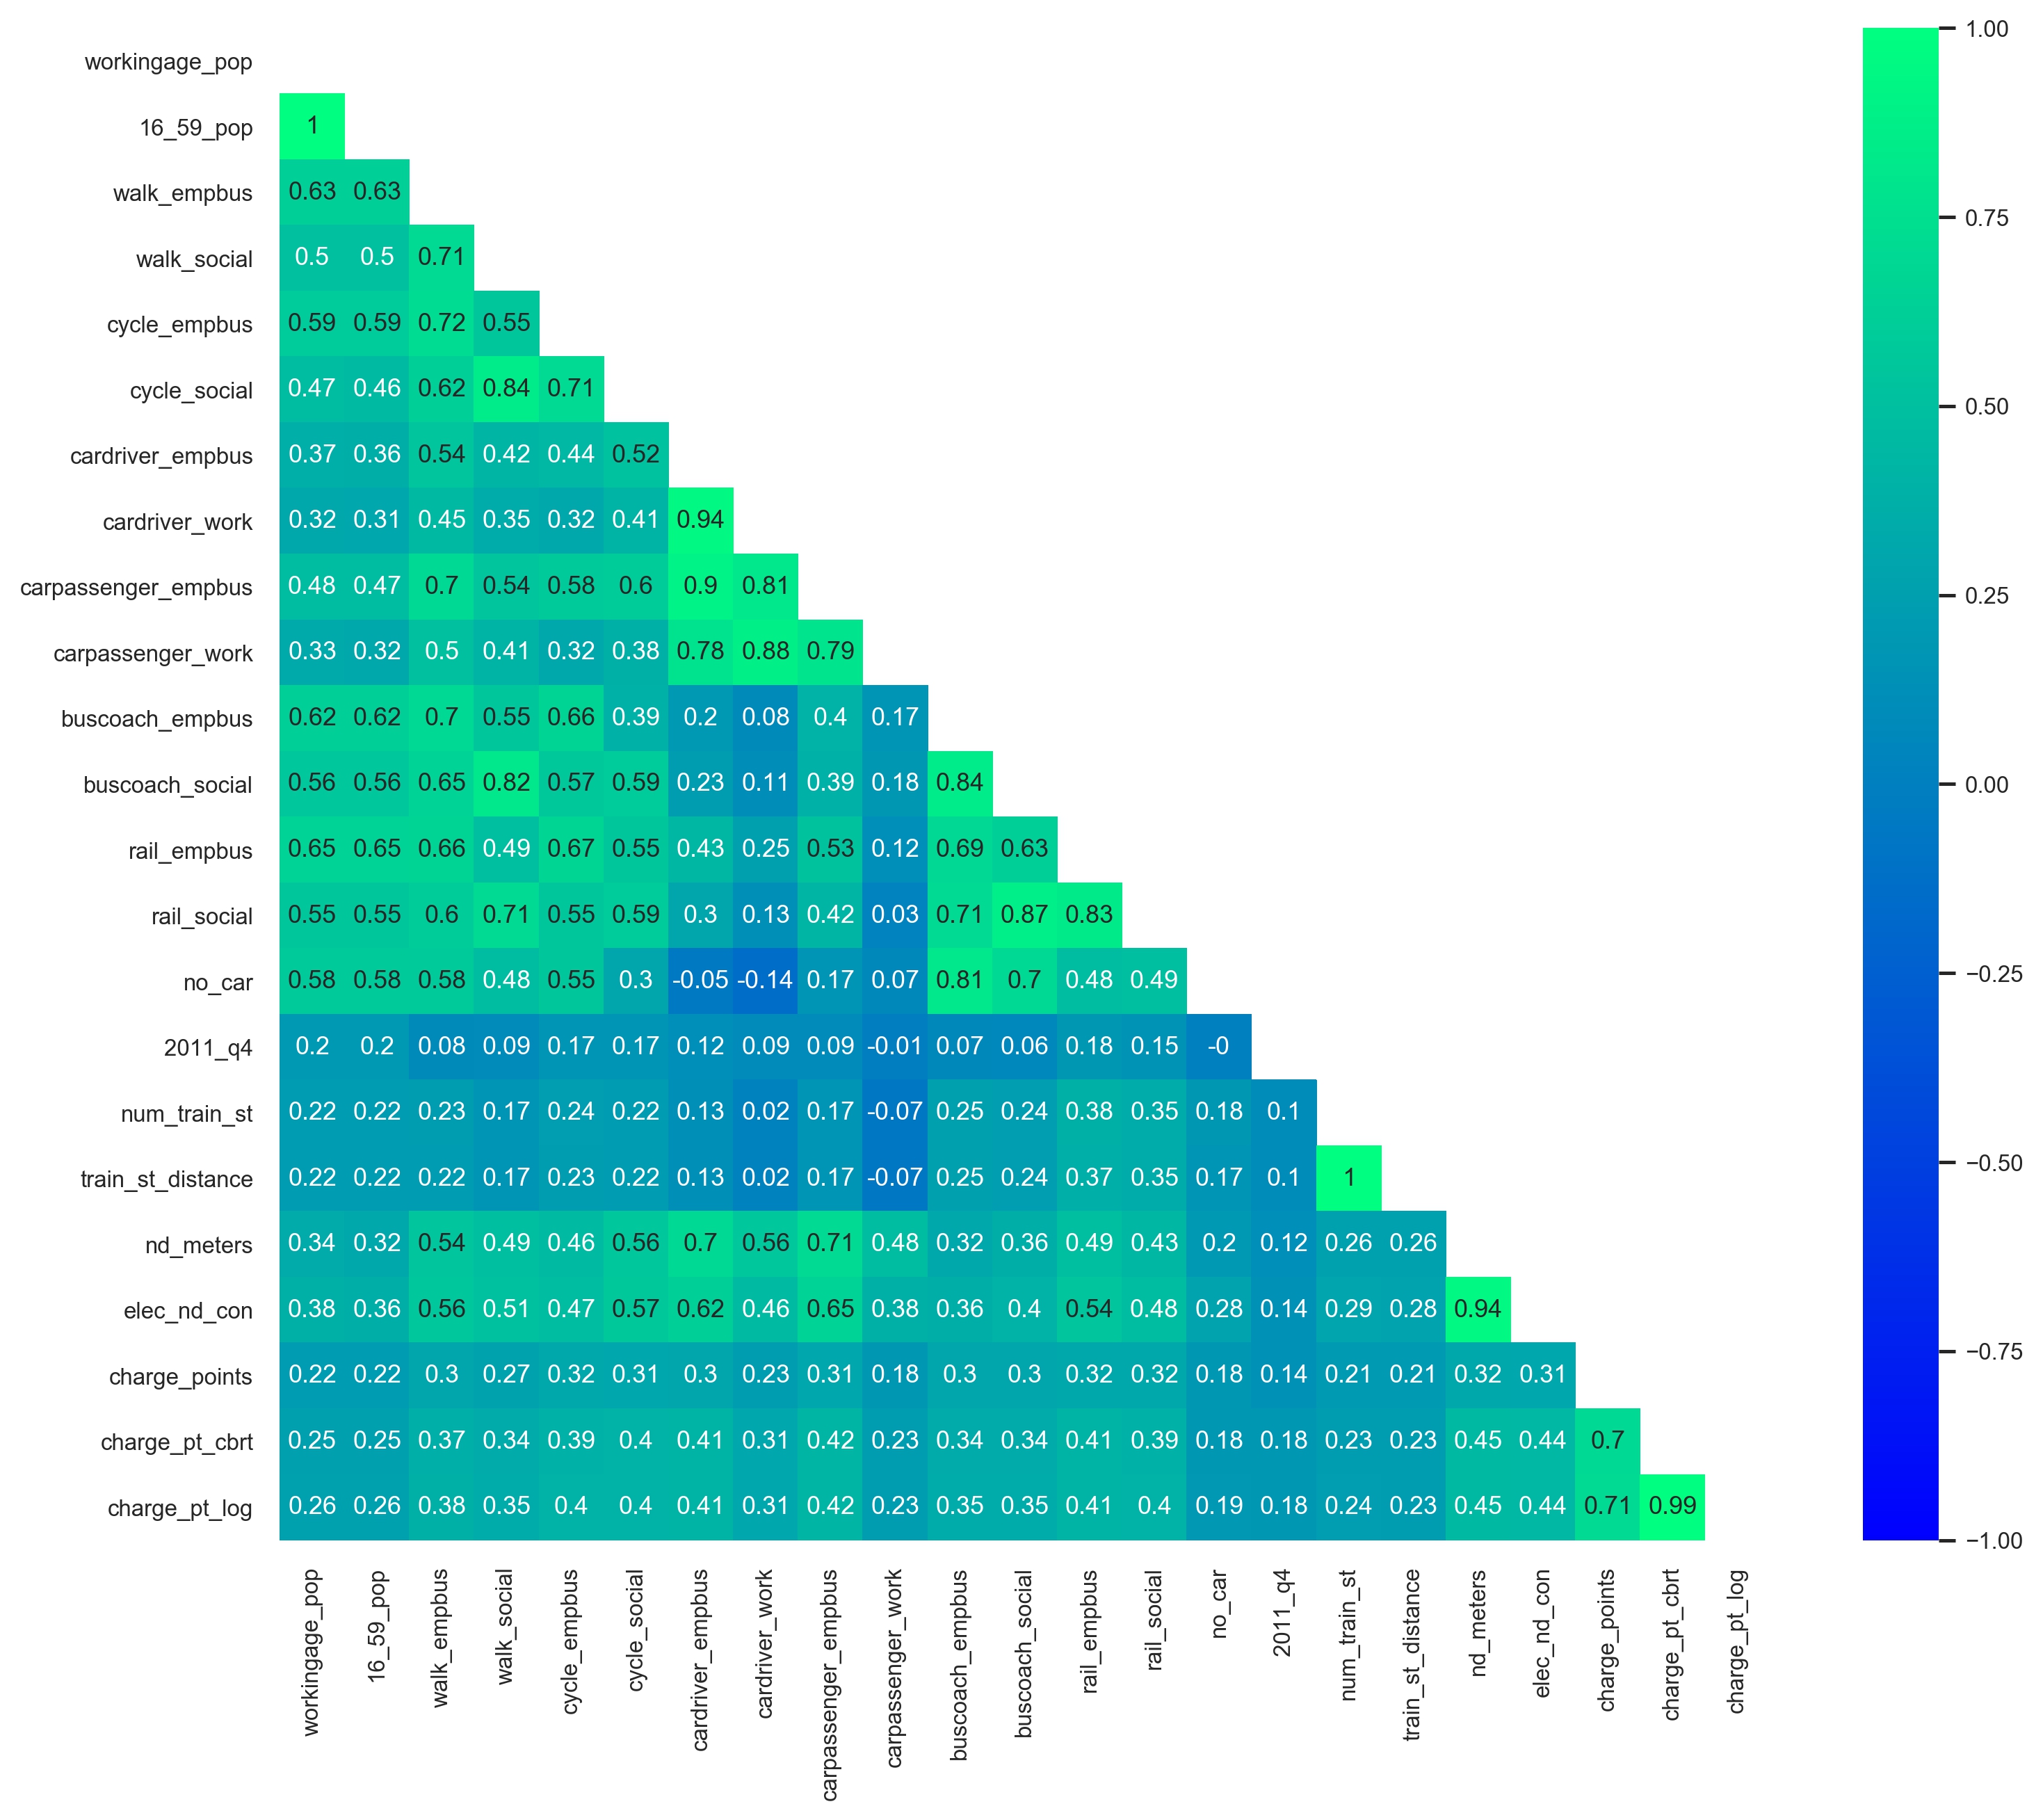 workingage_pop
16_59_pop 1
walk_empbus 0.63 0.63
walk_social 0.5 0.5 0.71
cycle_empbus 0.59 0.59 0.72 0.55
cycle_social 0.47 0.46 0.62 0.84 0.71
cardriver_empbus 0.37 0.36 0.54 0.42 0.44 0.52
cardriver_work 0.32 0.31 0.45 0.35 0.32 0.41 0.94
carpassenger_empbus 0.48 0.47 0.7 0.54 0.58 0.6 0.9 0.81
carpassenger_work 0.33 0.32 0.5 0.41 0.32 0.38 0.78 0.88 0.79
buscoach_empbus 0.62 0.62 0.7 0.55 0.66 0.39 0.2 0.08 0.4 0.17
buscoach_social 0.56 0.56 0.65 0.82 0.57 0.59 0.23 0.11 0.39 0.18 0.84
rail_empbus 0.65 0.65 0.66 0.49 0.67 0.55 0.43 0.25 0.53 0.12 0.69 0.63
rail_social 0.55 0.55 0.6 0.71 0.55 0.59 0.3 0.13 0.42 0.03 0.71 0.87 0.83
no_car 0.58 0.58 0.58 0.48 0.55 0.3 -0.05 -0.14 0.17 0.07 0.81 0.7 0.48 0.49
2011_q4 0.2 0.2 0.08 0.09 0.17 0.17 0.12 0.09 0.09 -0.01 0.07 0.06 0.18 0.15 -0
num_train_st 0.22 0.22 0.23 0.17 0.24 0.22 0.13 0.02 0.17 -0.07 0.25 0.24 0.38 0.35 0.18 0.1
train_st_distance 0.22 0.22 0.22 0.17 0.23 0.22 0.13 0.02 0.17 -0.07 0.25 0.24 0.37 0.35 0.17 0.1 1
nd_meters 0.34 0.32 0.54 0.49 0.46 0.56 0.7 0.56 0.71 0.48 0.32 0.36 0.49 0.43 0.2 0.12 0.26 0.26
elec_nd_con 0.38 0.36 0.56 0.51 0.47 0.57 0.62 0.46 0.65 0.38 0.36 0.4 0.54 0.48 0.28 0.14 0.29 0.28 0.94
charge_points 0.22 0.22 0.3 0.27 0.32 0.31 0.3 0.23 0.31 0.18 0.3 0.3 0.32 0.32 0.18 0.14 0.21 0.21 0.32 0.31
charge_pt_cbrt 0.25 0.25 0.37 0.34 0.39 0.4 0.41 0.31 0.42 0.23 0.34 0.34 0.41 0.39 0.18 0.18 0.23 0.23 0.45 0.44 0.7
charge_pt_log 0.26 0.26 0.38 0.35 0.4 0.4 0.41 0.31 0.42 0.23 0.35 0.35 0.41 0.4 0.19 0.18 0.24 0.23 0.45 0.44 0.71 0.99
workingage_pop
16_59_pop
walk_empbus
walk_social
cycle_empbus
cycle_social
cardriver_empbus
cardriver_work
carpassenger_empbus
carpassenger_work
buscoach_empbus
buscoach_social
rail_empbus
rail_social
no_car
2011_q4
num_train_st
train_st_distance
nd_meters
elec_nd_con
charge_points
charge_pt_cbrt
charge_pt_log
1.00
0.75
0.50
0.25
0.00
−0.25
−0.50
−0.75
−1.00